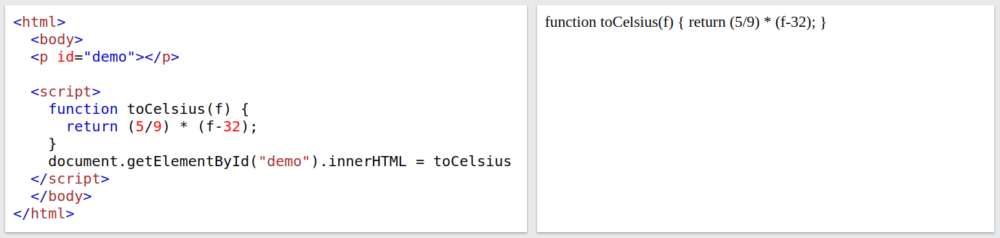 <html>
  <body>
  <p id="demo"></p>

  <script>
    function toCelsius(f) {
      return (5/9) * (f-32);
    }
    document.getElementById("demo").innerHTML = toCelsius
  </script>
  </body>
</html>
function toCelsius(f) { return (5/9) * (f-32); }